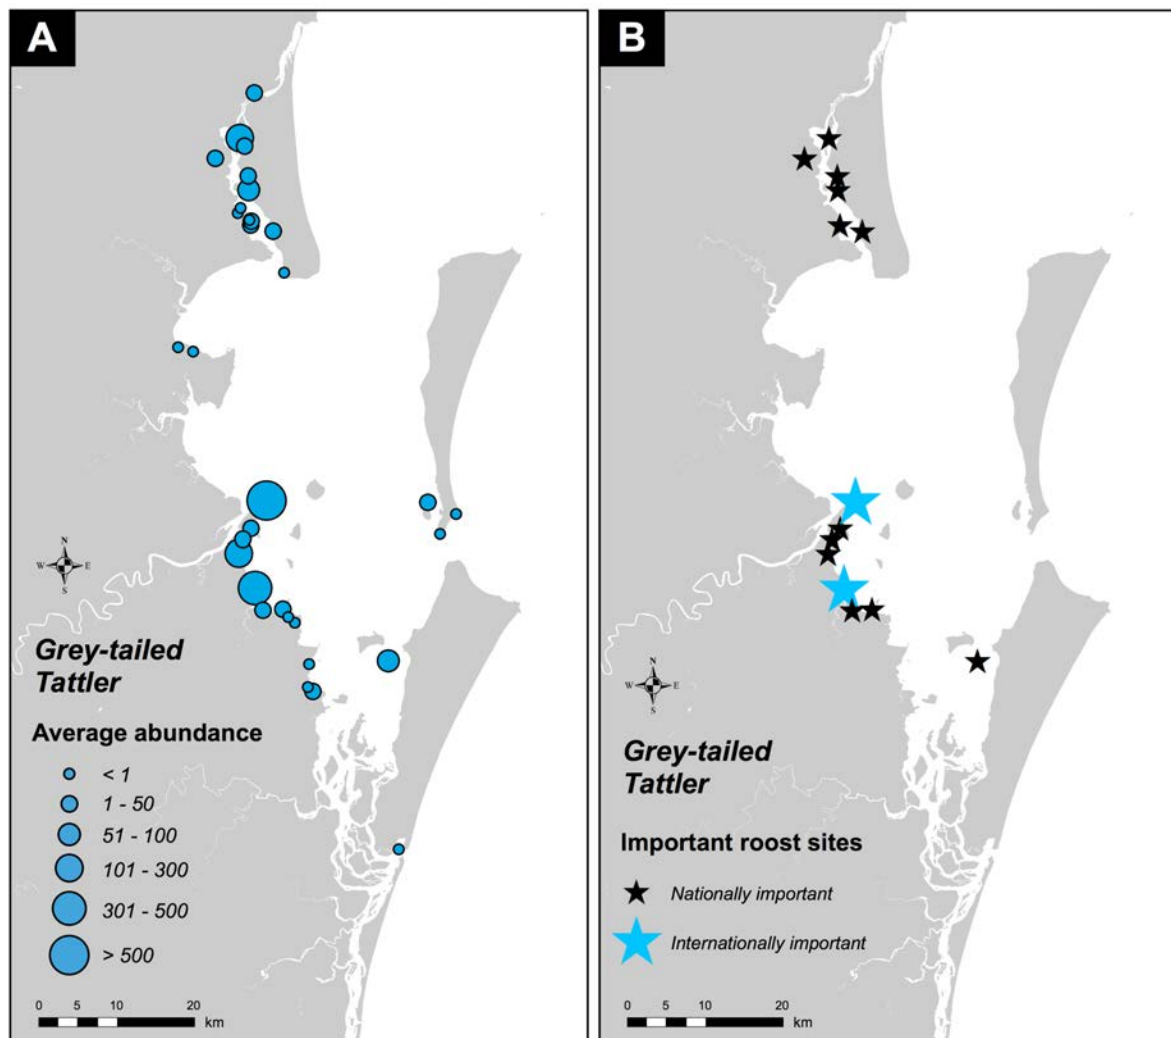 A
N
W E
S
Grey-tailed
Tattler
Average abundance
< 1
1 - 50
51 - 100
101 - 300
301 - 500
> 500
0 5 10 20
km
B
N
W E
S
Grey-tailed
Tattler
Important roost sites
Nationally important
Internationally important
0 5 10 20
km